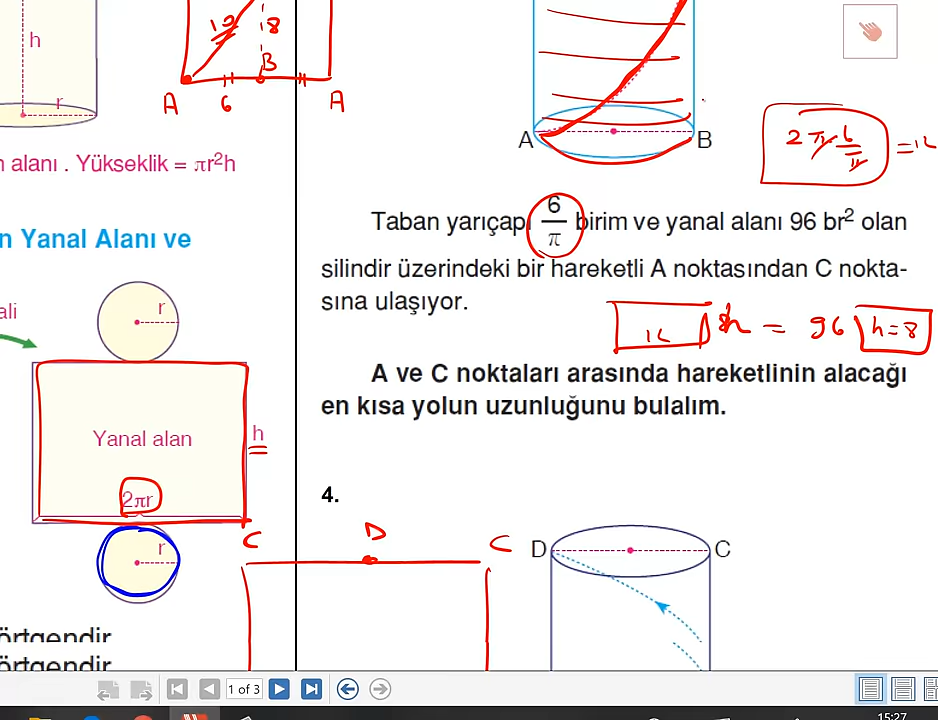 h
r
10
8
B
A
6
A
A
B
2 π 6/π = 12
n alanı . Yükseklik = πr²h
Taban yarıçapı 6/π birim ve yanal alanı 96 br² olan
silindir üzerindeki bir hareketli A noktasından C nokta-
sına ulaşıyor.
12 h = 96 h = 8
A ve C noktaları arasında hareketlinin alacağı
en kısa yolun uzunluğunu bulalım.
n Yanal Alanı ve
ali
r
Yanal alan
h
2πr
r
örtgendir
örtgendir
4.
C
D
C
D
C
1 of 3
15:27